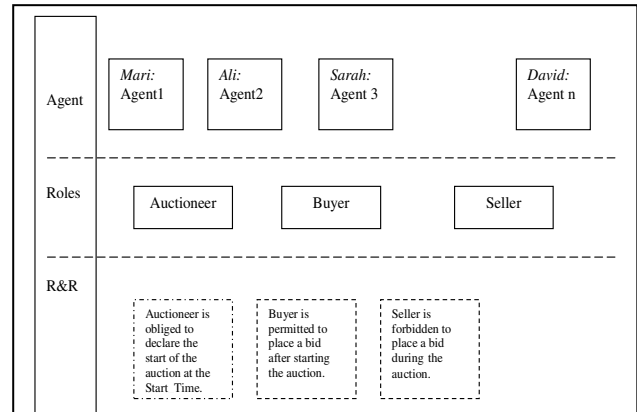 Agent
Mari:
Agent1
Ali:
Agent2
Sarah:
Agent 3
David:
Agent n
Roles
Auctioneer
Buyer
Seller
R&R
Auctioneer is
obliged to
declare the
start of the
auction at the
Start Time.
Buyer is
permitted to
place a bid
after starting
the auction.
Seller is
forbidden to
place a bid
during the
auction.